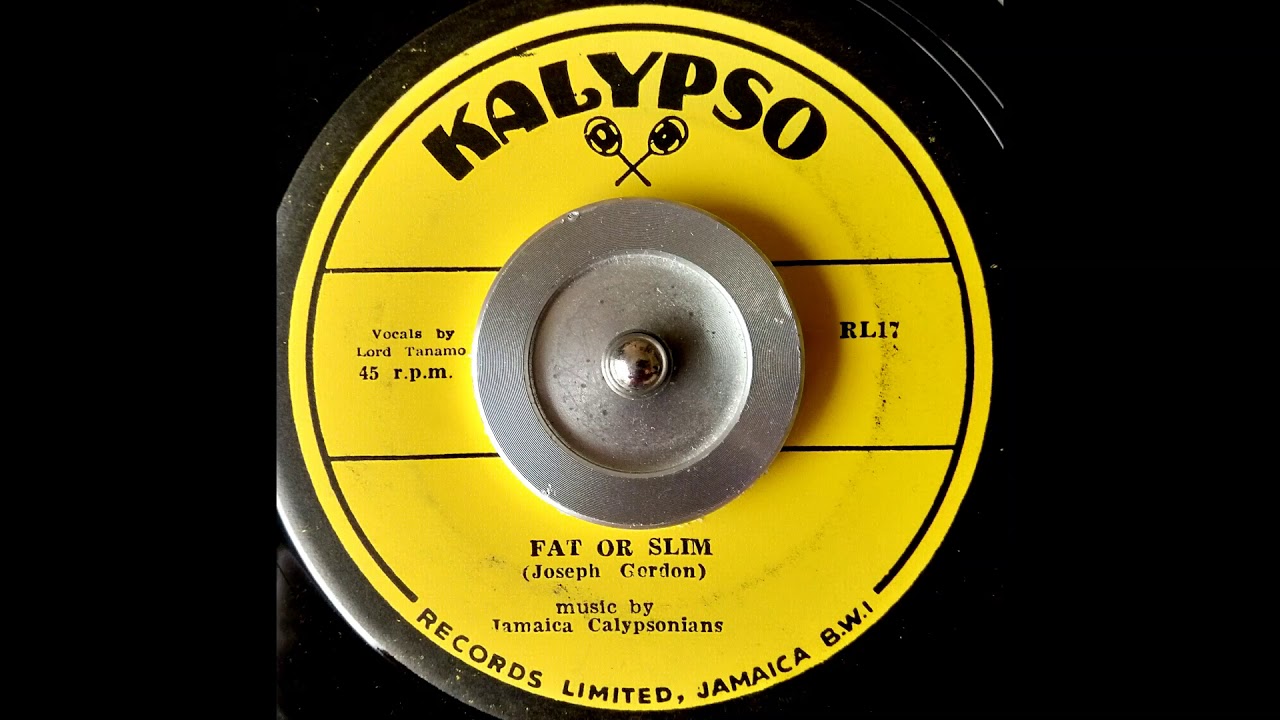 KALYPSO
Vocals by
Lord Tanamo
45 r.p.m.
RL17
FAT OR SLIM
(Joseph Gordon)
music by
Jamaica Calypsonians
RECORDS LIMITED, JAMAICA B.W.I